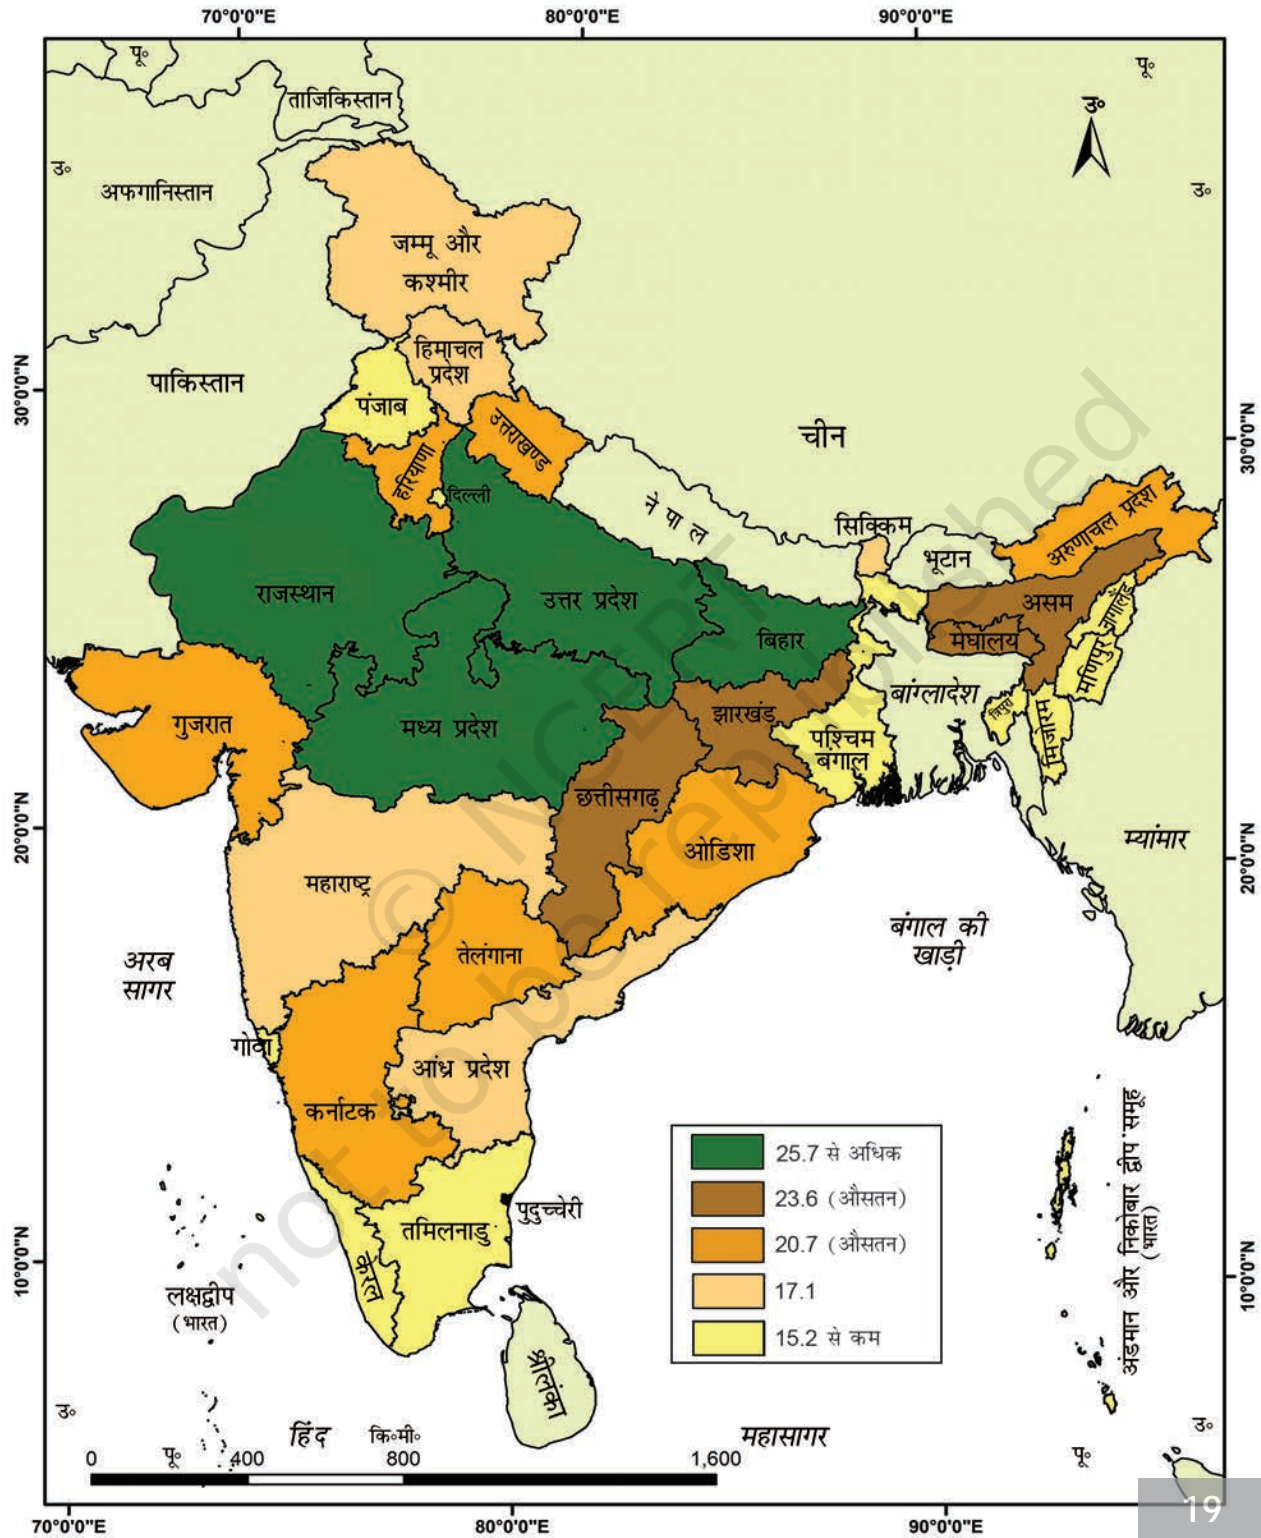 70°0'0"E 80°0'0"E 90°0'0"E
पू॰
पू॰
ताजिकिस्तान
उ॰
उ॰
अफगानिस्तान
उ॰
जम्मू और
कश्मीर
हिमाचल
प्रदेश
30°0'0"N
पाकिस्तान
पंजाब
उत्तराखण्ड
चीन
30°0'0"N
हरियाणा
दिल्ली
ने पा ल
सिक्किम
भूटान
अरुणाचल प्रदेश
राजस्थान
उत्तर प्रदेश
बिहार
असम
नागालैंड
मेघालय
मणिपुर
बांग्लादेश
त्रिपुरा
मिजोरम
गुजरात
मध्य प्रदेश
झारखंड
पश्चिम
बंगाल
छत्तीसगढ़
20°0'0"N
ओडिशा
म्यांमार
20°0'0"N
महाराष्ट्र
तेलंगाना
बंगाल की
खाड़ी
अरब
सागर
गोवा
आंध्र प्रदेश
कर्नाटक
25.7 से अधिक
23.6 (औसतन)
20.7 (औसतन)
17.1
15.2 से कम
अंडमान और निकोबार द्वीप समूह
(भारत)
पुदुच्चेरी
तमिलनाडु
केरल
10°0'0"N
10°0'0"N
लक्षद्वीप
(भारत)
श्रीलंका
उ॰
उ॰
हिंद
महासागर
कि॰मी॰
पू॰
पू॰
0 400 800 1,600
19
70°0'0"E 80°0'0"E 90°0'0"E
© NCERT
not to be republished